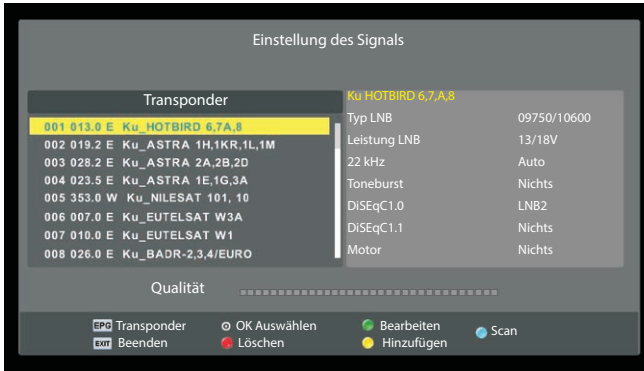 Einstellung des Signals
Transponder
001 013.0 E Ku_HOTBIRD 6,7A,8
002 019.2 E Ku_ASTRA 1H,1KR,1L,1M
003 028.2 E Ku_ASTRA 2A,2B,2D
004 023.5 E Ku_ASTRA 1E,1G,3A
005 353.0 W Ku_NILESAT 101, 10
006 007.0 E Ku_EUTELSAT W3A
007 010.0 E Ku_EUTELSAT W1
008 026.0 E Ku_BADR-2,3,4/EURO
Ku HOTBIRD 6,7,A,8
Typ LNB 09750/10600
Leistung LNB 13/18V
22 kHz Auto
Toneburst Nichts
DiSEqC1.0 LNB2
DiSEqC1.1 Nichts
Motor Nichts
Qualität
EPG Transponder OK Auswählen Bearbeiten Scan
EXIT Beenden Löschen Hinzufügen